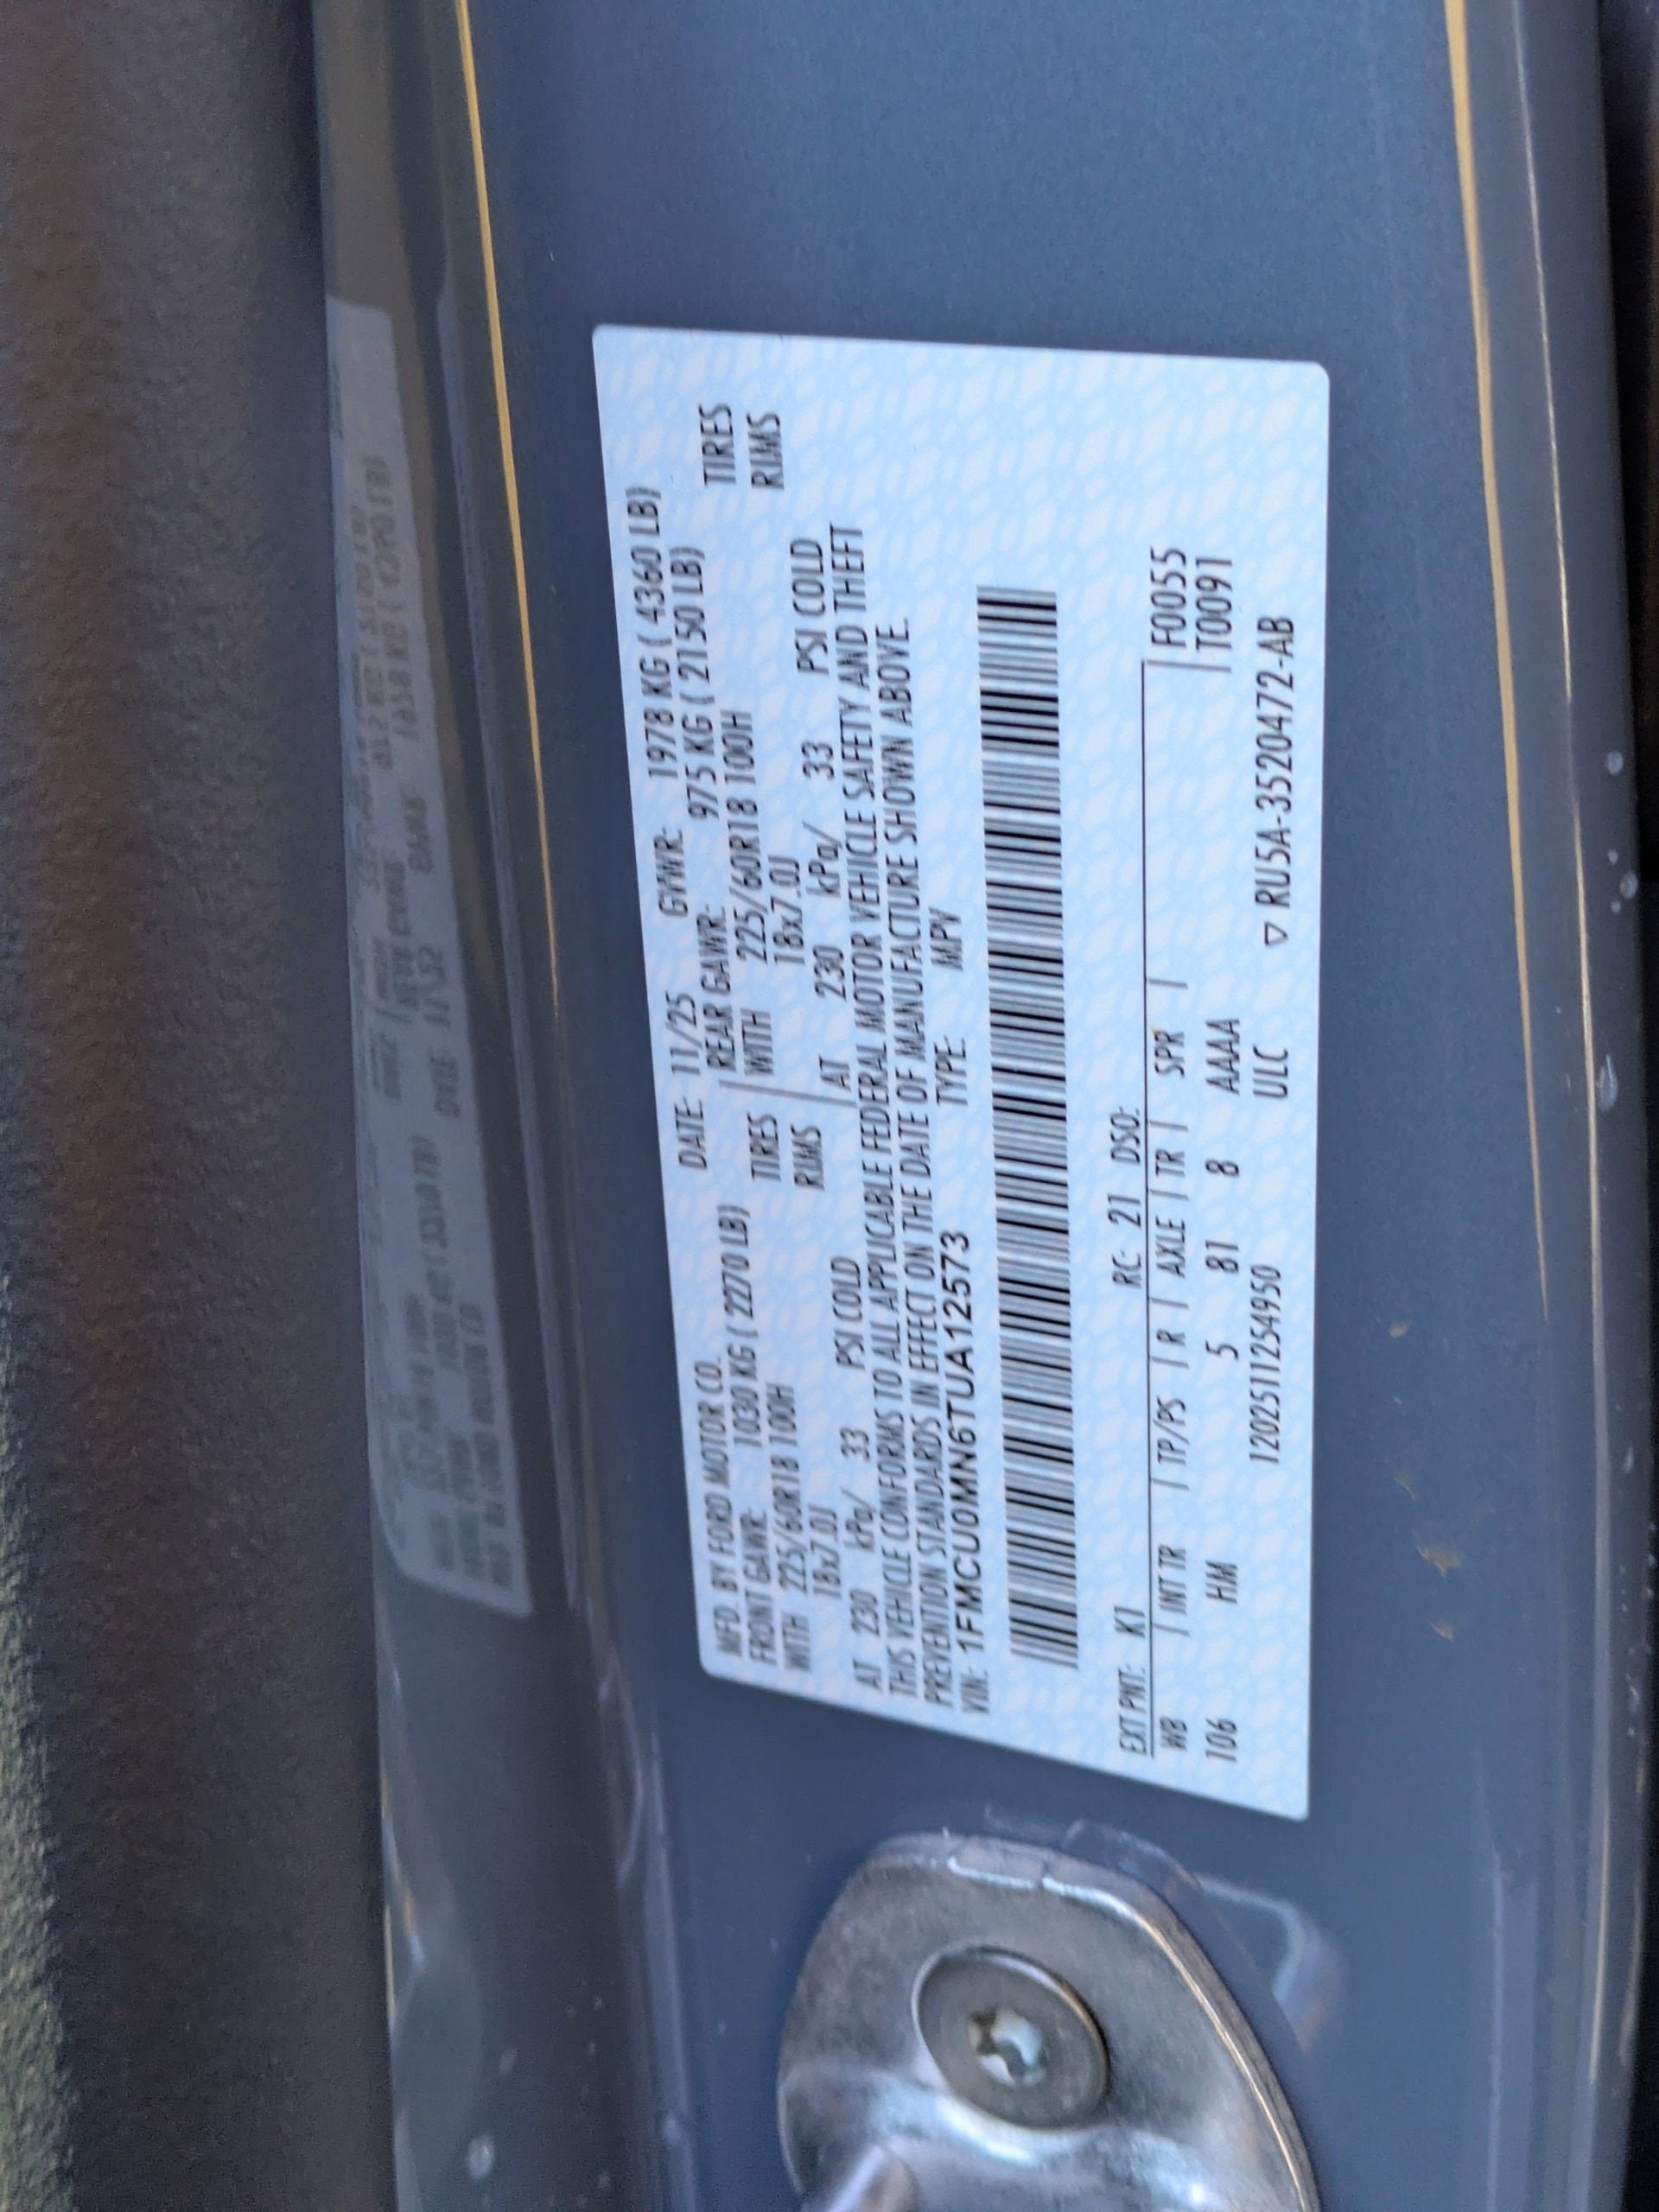 MFD. BY FORD MOTOR CO. DATE: 11/25 GVWR: 1978 KG ( 4360 LB)
FRONT GAWR: 1030 KG ( 2270 LB) REAR GAWR: 975 KG ( 2150 LB)
WITH 225/60R18 100H TIRES WITH 225/60R18 100H TIRES
18x7.0J RIMS 18x7.0J RIMS
AT 230 kPa/ 33 PSI COLD AT 230 kPa/ 33 PSI COLD
THIS VEHICLE CONFORMS TO ALL APPLICABLE FEDERAL MOTOR VEHICLE SAFETY AND THEFT
PREVENTION STANDARDS IN EFFECT ON THE DATE OF MANUFACTURE SHOWN ABOVE.
VIN: 1FMCU0MN6TUA12573 TYPE: MPV
EXT PNT: K1 RC: 21 DSO:
WB | INT TR | TP/PS | R | AXLE | TR | SPR | F0055
106 HM 5 81 8 AAAA T0091
1202511254950 ULC ▽ RU5A-3520472-AB